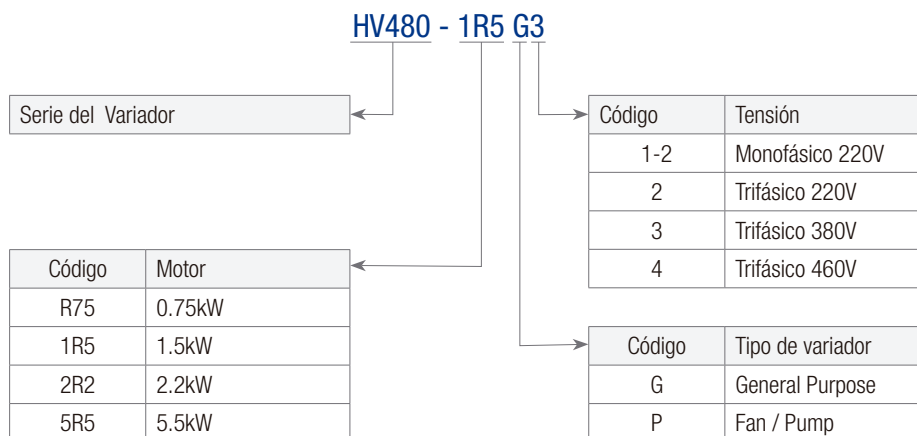 HV480 - 1R5 G3
Serie del Variador
Código Tensión
1-2 Monofásico 220V
2 Trifásico 220V
3 Trifásico 380V
4 Trifásico 460V
Código Motor
R75 0.75kW
1R5 1.5kW
2R2 2.2kW
5R5 5.5kW
Código Tipo de variador
G General Purpose
P Fan / Pump